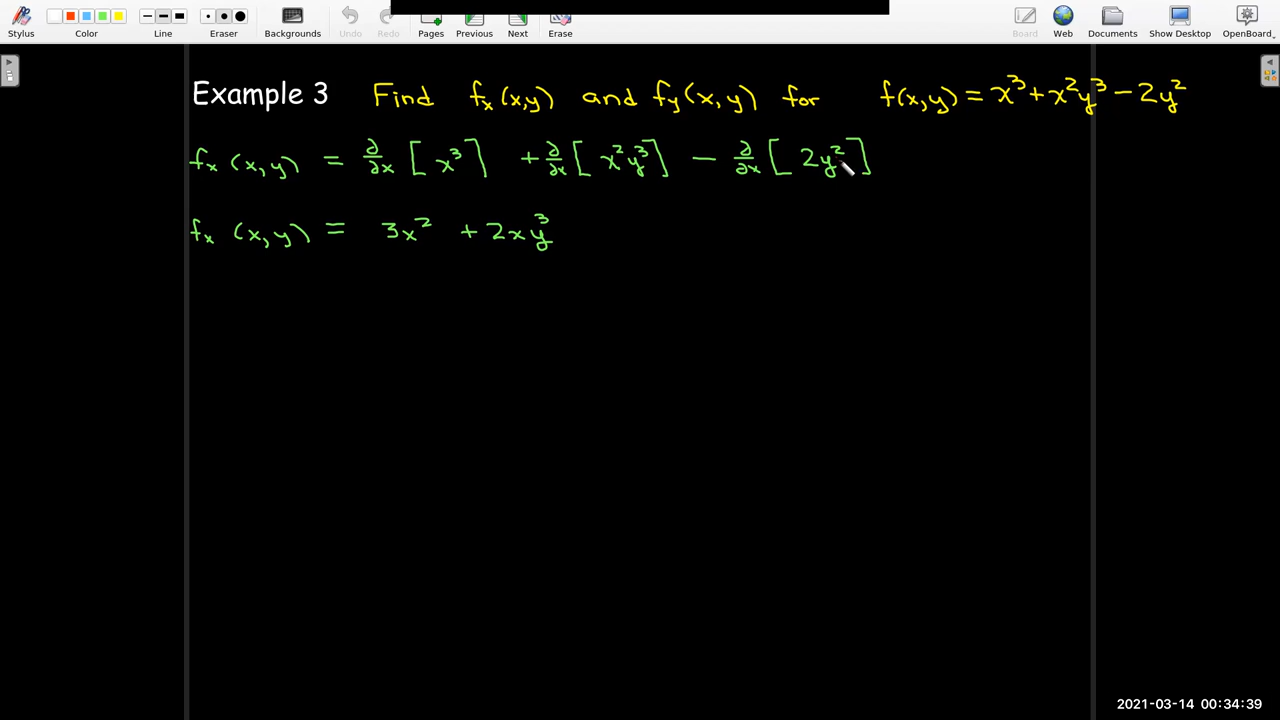 Stylus Color Line Eraser Backgrounds Undo Redo Pages Previous Next Erase Board Web Documents Show Desktop OpenBoard
Example 3 Find fₓ(x,y) and fᵧ(x,y) for f(x,y) = x³ + x²y³ − 2y²
fₓ(x,y) = ∂/∂x [x³] + ∂/∂x [x²y³] − ∂/∂x [2y²]
fₓ(x,y) = 3x² + 2xy³
2021-03-14 00:34:39